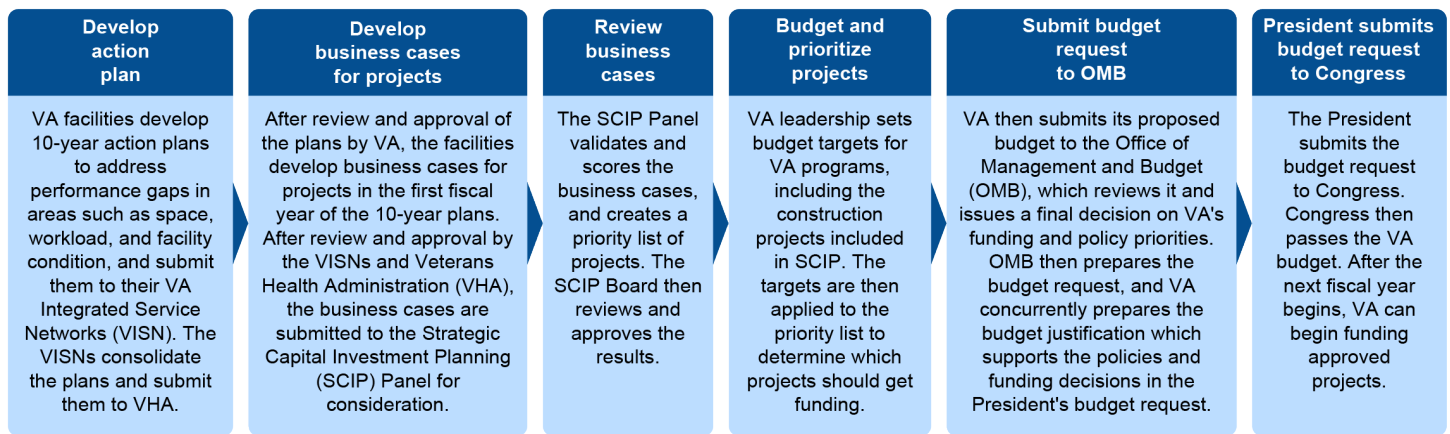 Develop
action
plan
VA facilities develop
10-year action plans
to address
performance gaps in
areas such as space,
workload, and facility
condition, and submit
them to their VA
Integrated Service
Networks (VISN). The
VISNs consolidate
the plans and submit
them to VHA.
Develop
business cases
for projects
After review and approval of
the plans by VA, the facilities
develop business cases for
projects in the first fiscal
year of the 10-year plans.
After review and approval by
the VISNs and Veterans
Health Administration (VHA),
the business cases are
submitted to the Strategic
Capital Investment Planning
(SCIP) Panel for
consideration.
Review
business
cases
The SCIP Panel
validates and
scores the
business cases,
and creates a
priority list of
projects. The
SCIP Board then
reviews and
approves the
results.
Budget and
prioritize
projects
VA leadership sets
budget targets for
VA programs,
including the
construction
projects included
in SCIP. The
targets are then
applied to the
priority list to
determine which
projects should get
funding.
Submit budget
request
to OMB
VA then submits its proposed
budget to the Office of
Management and Budget
(OMB), which reviews it and
issues a final decision on VA's
funding and policy priorities.
OMB then prepares the
budget request, and VA
concurrently prepares the
budget justification which
supports the policies and
funding decisions in the
President's budget request.
President submits
budget request
to Congress
The President
submits the
budget request
to Congress.
Congress then
passes the VA
budget. After the
next fiscal year
begins, VA can
begin funding
approved
projects.